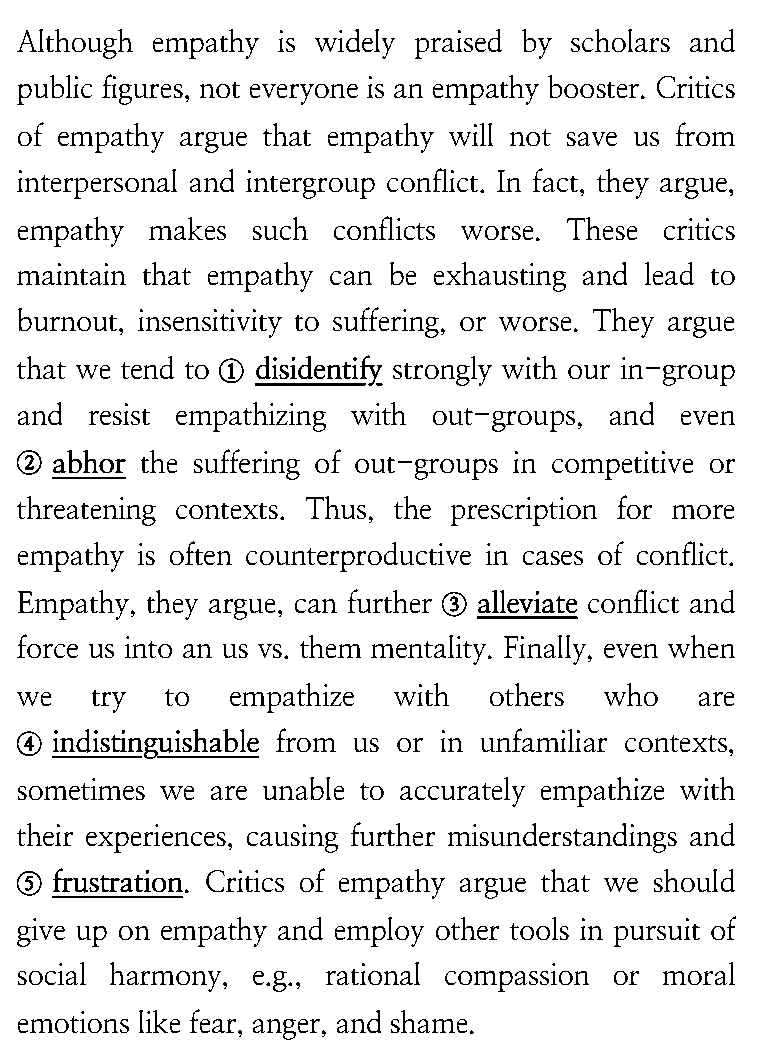 Although empathy is widely praised by scholars and
public figures, not everyone is an empathy booster. Critics
of empathy argue that empathy will not save us from
interpersonal and intergroup conflict. In fact, they argue,
empathy makes such conflicts worse. These critics
maintain that empathy can be exhausting and lead to
burnout, insensitivity to suffering, or worse. They argue
that we tend to ① disidentify strongly with our in-group
and resist empathizing with out-groups, and even
② abhor the suffering of out-groups in competitive or
threatening contexts. Thus, the prescription for more
empathy is often counterproductive in cases of conflict.
Empathy, they argue, can further ③ alleviate conflict and
force us into an us vs. them mentality. Finally, even when
we try to empathize with others who are
④ indistinguishable from us or in unfamiliar contexts,
sometimes we are unable to accurately empathize with
their experiences, causing further misunderstandings and
⑤ frustration. Critics of empathy argue that we should
give up on empathy and employ other tools in pursuit of
social harmony, e.g., rational compassion or moral
emotions like fear, anger, and shame.